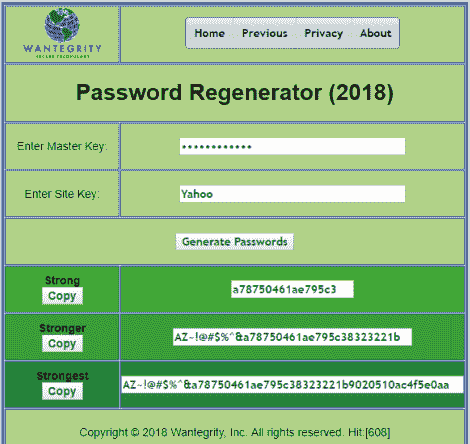 WANTEGRITY
SECURE TECHNOLOGY
Home Previous Privacy About
Password Regenerator (2018)
Enter Master Key: ••••••••••••
Enter Site Key: Yahoo
Generate Passwords
Strong
Copy
a78750461ae795c3
Stronger
Copy
AZ~!@#$%^&a78750461ae795c38323221b
Strongest
Copy
AZ~!@#$%^&a78750461ae795c38323221b9020510ac4f5e0aa
Copyright © 2018 Wantegrity, Inc. All rights reserved. Hit:[608]